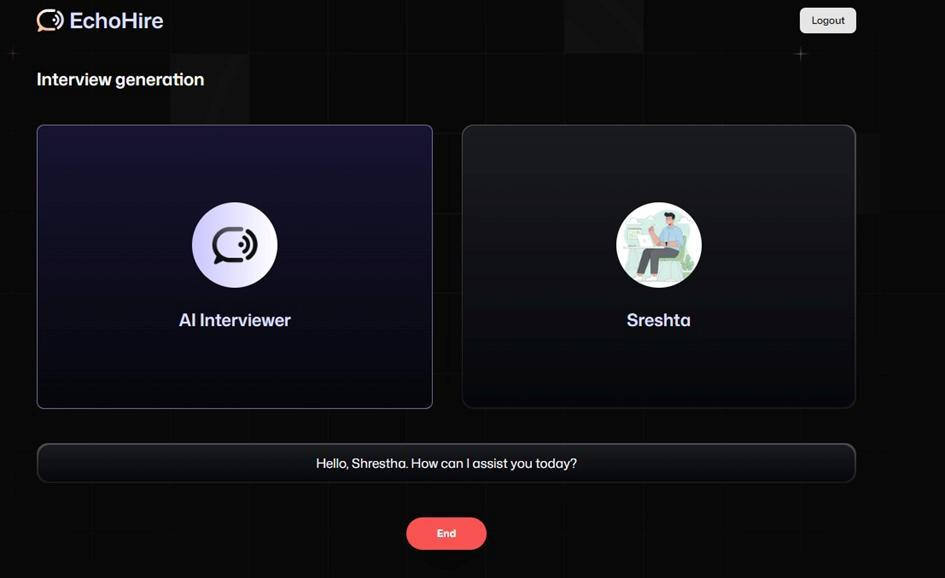 EchoHire
Logout
Interview generation
AI Interviewer
Sreshta
Hello, Shrestha. How can I assist you today?
End